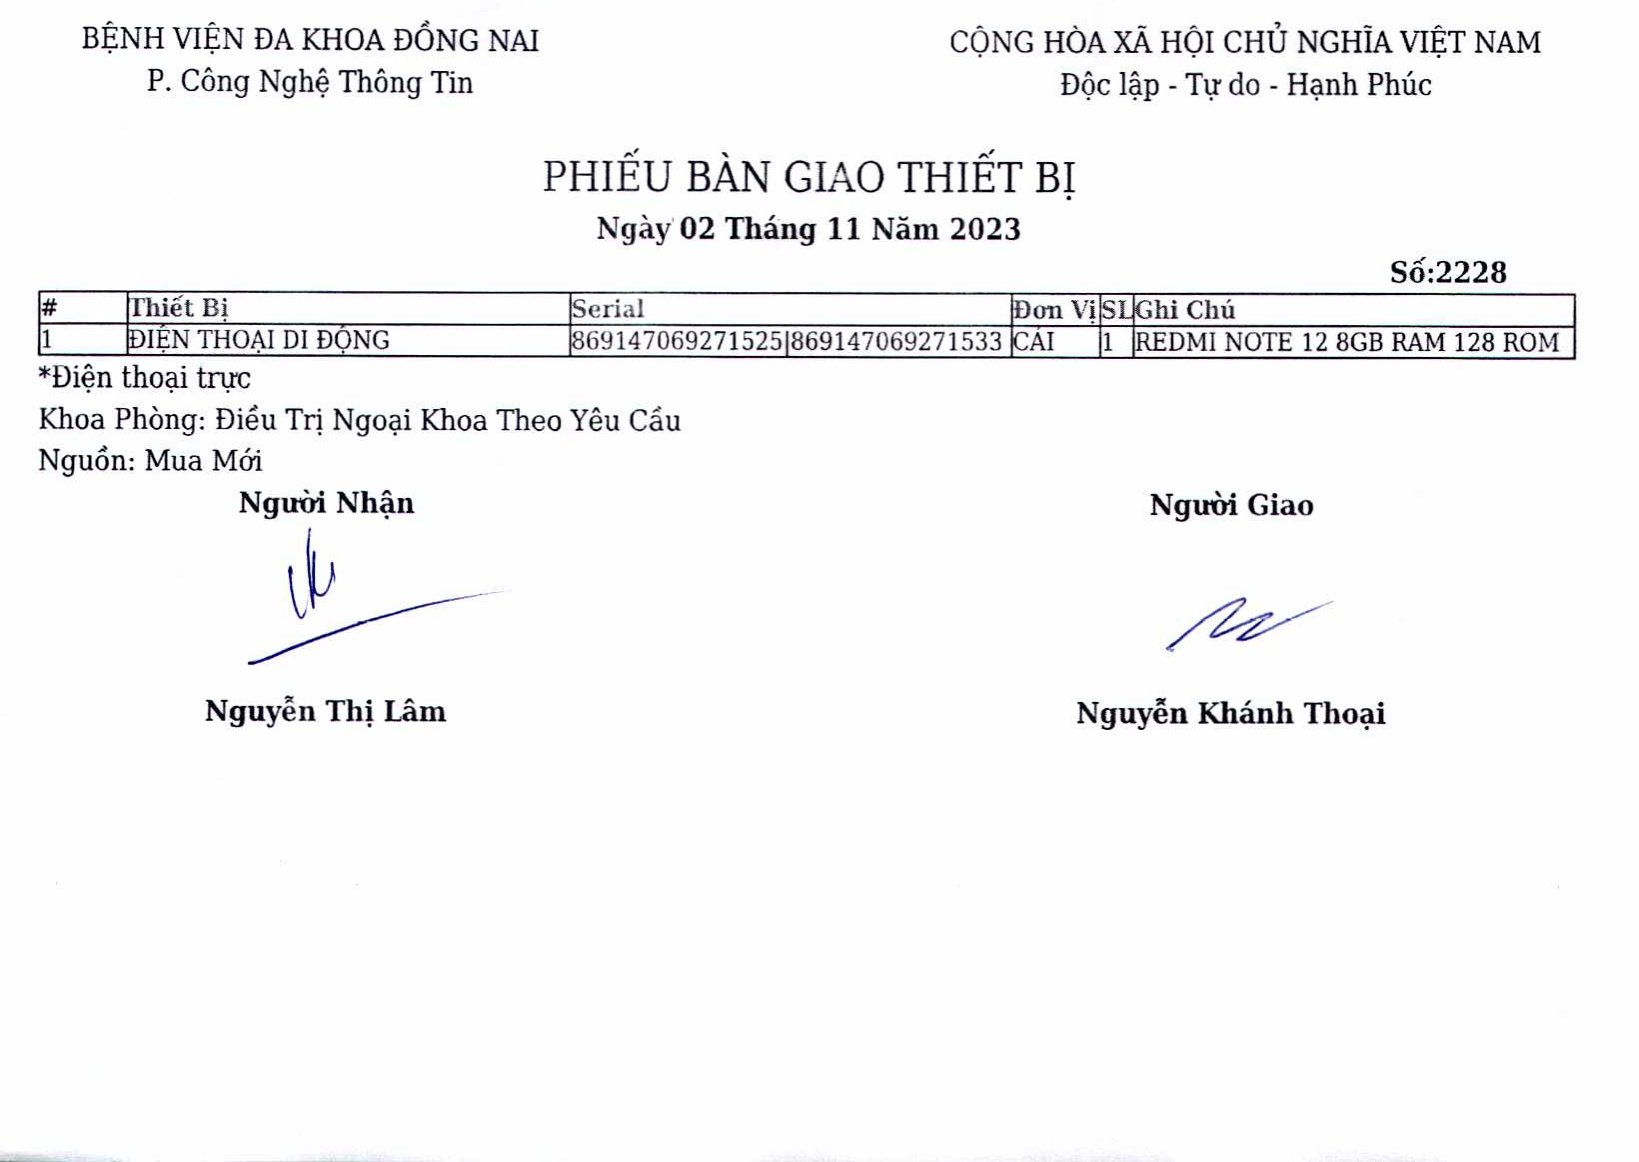 BỆNH VIỆN ĐA KHOA ĐỒNG NAI
P. Công Nghệ Thông Tin
CỘNG HÒA XÃ HỘI CHỦ NGHĨA VIỆT NAM
Độc lập - Tự do - Hạnh Phúc
PHIẾU BÀN GIAO THIẾT BỊ
Ngày 02 Tháng 11 Năm 2023
Số:2228
# Thiết Bị Serial Đơn Vị SL Ghi Chú
1 ĐIỆN THOẠI DI ĐỘNG 869147069271525|869147069271533 CÁI 1 REDMI NOTE 12 8GB RAM 128 ROM
*Điện thoại trực
Khoa Phòng: Điều Trị Ngoại Khoa Theo Yêu Cầu
Nguồn: Mua Mới
Người Nhận Người Giao
Nguyễn Thị Lâm Nguyễn Khánh Thoại